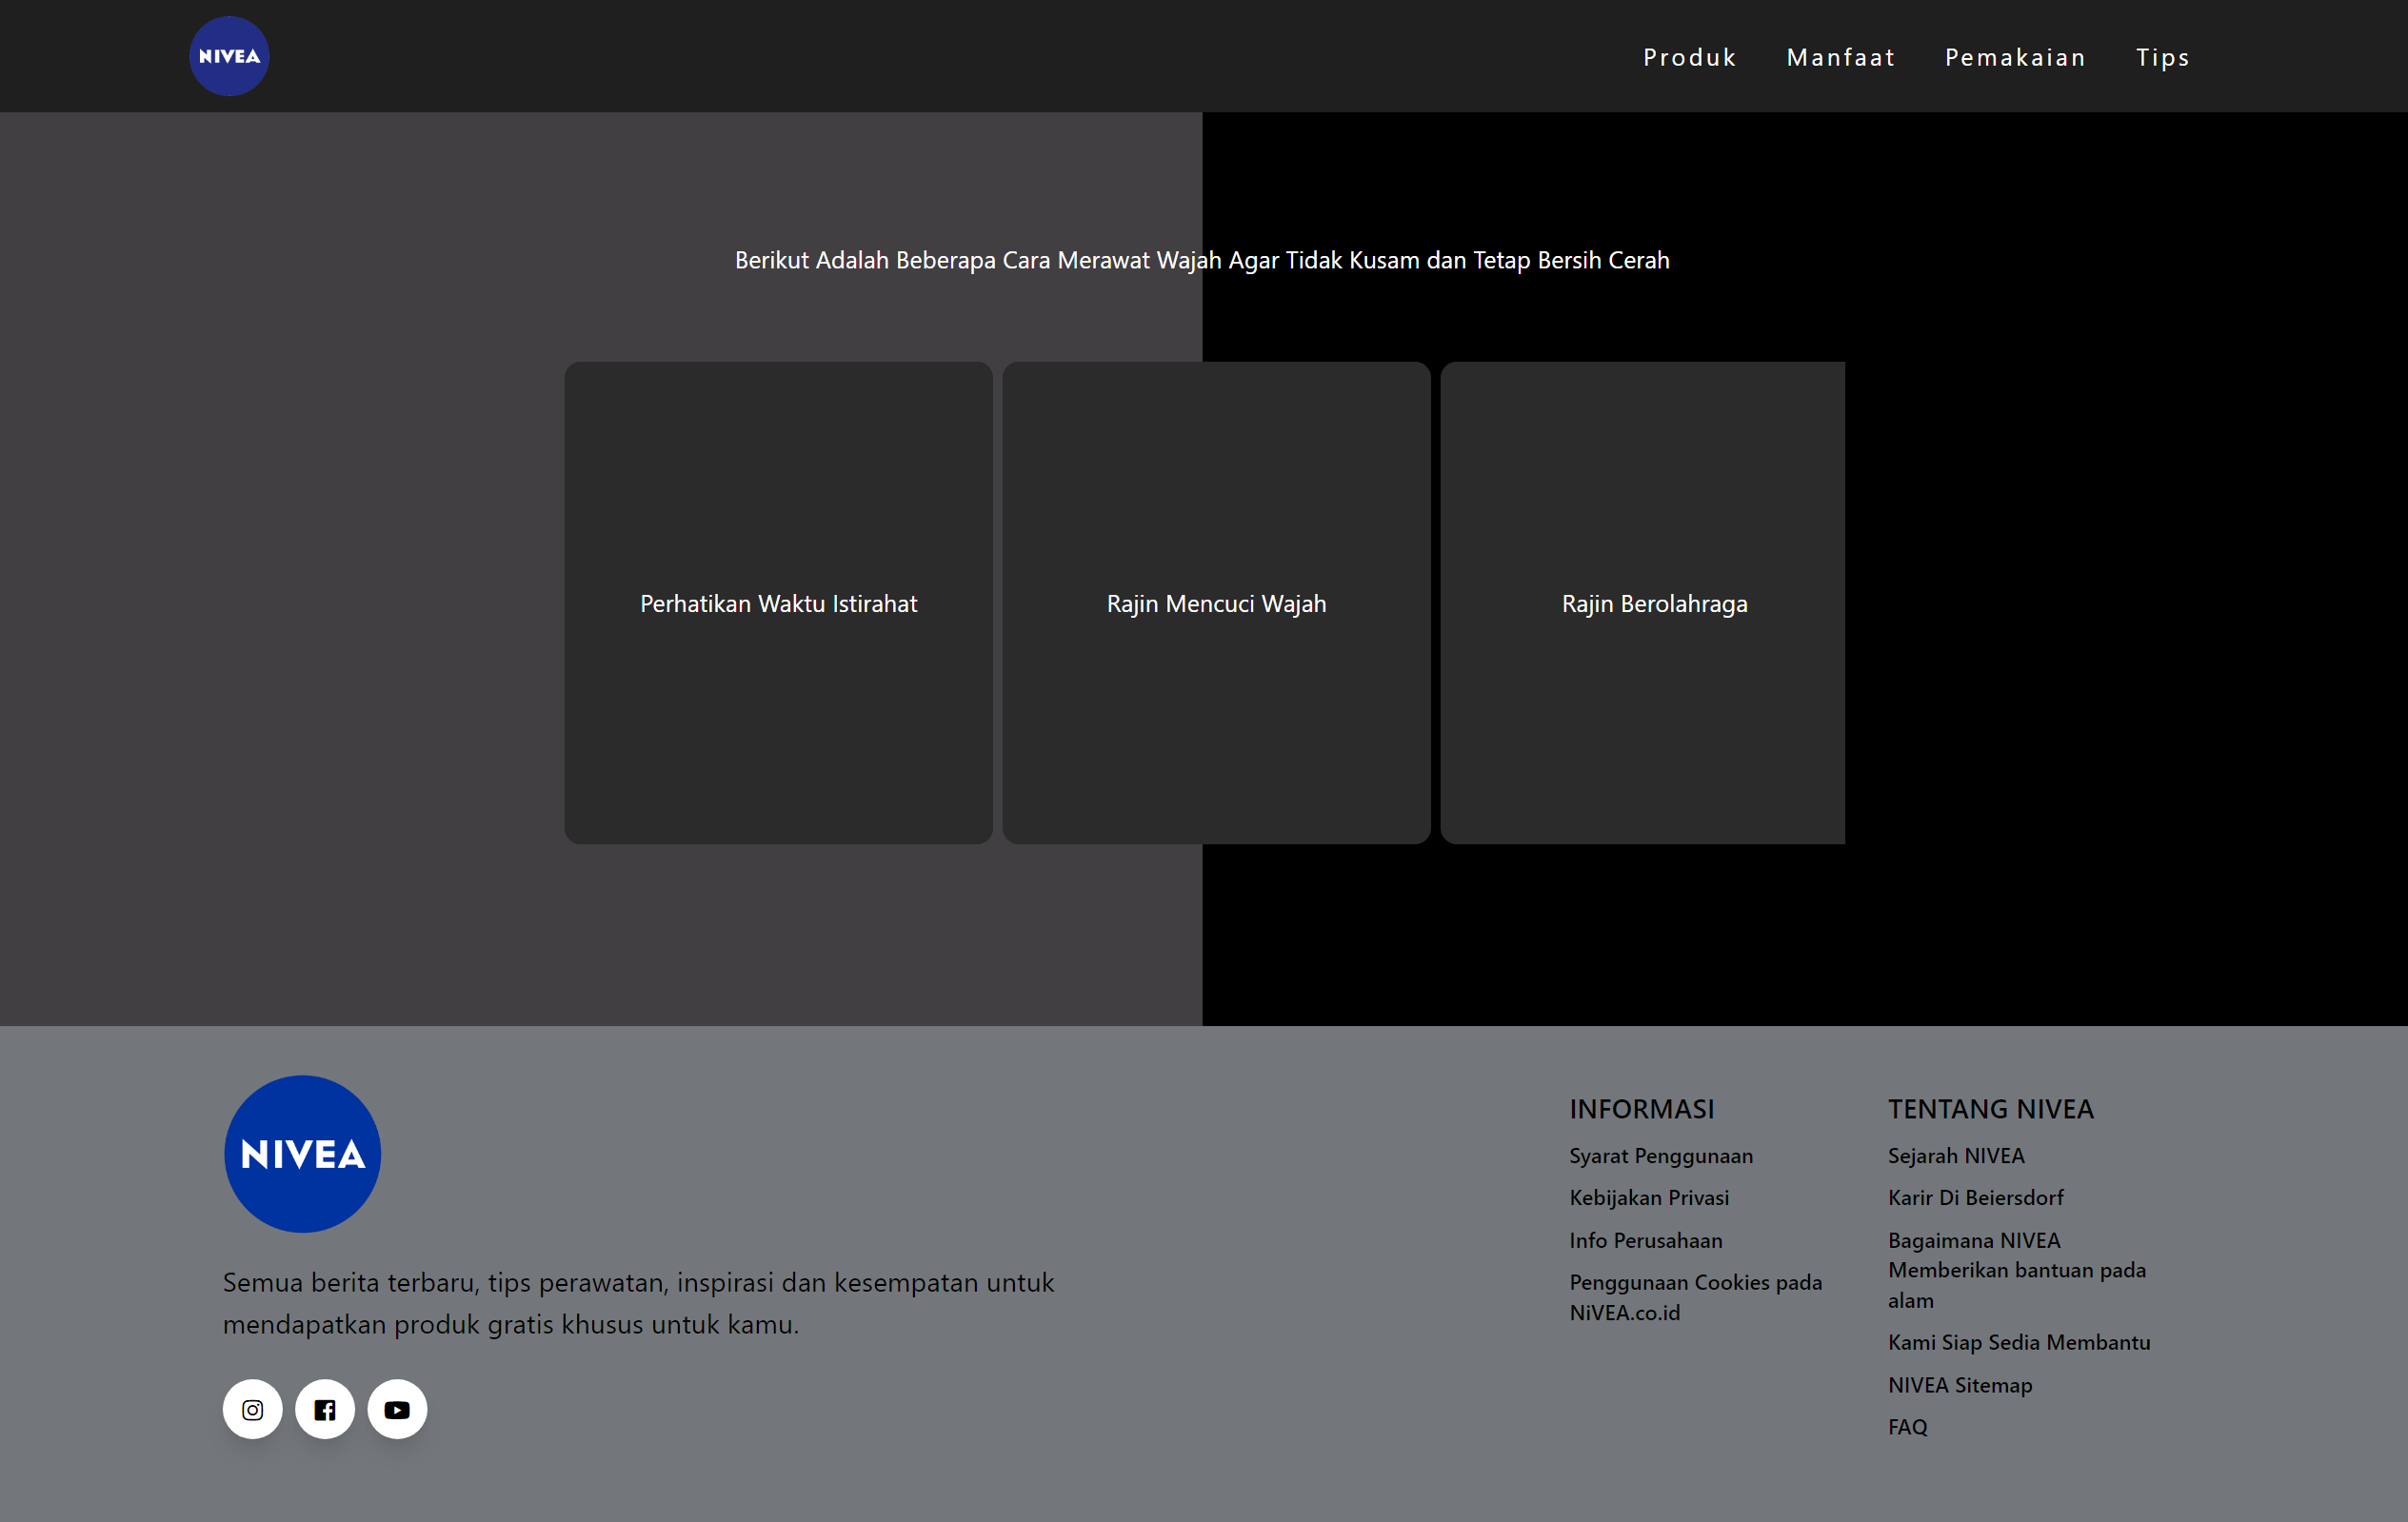 NIVEA
Produk
Manfaat
Pemakaian
Tips
Berikut Adalah Beberapa Cara Merawat Wajah Agar Tidak Kusam dan Tetap Bersih Cerah
Perhatikan Waktu Istirahat
Rajin Mencuci Wajah
Rajin Berolahraga
NIVEA
Semua berita terbaru, tips perawatan, inspirasi dan kesempatan untuk
mendapatkan produk gratis khusus untuk kamu.
INFORMASI
Syarat Penggunaan
Kebijakan Privasi
Info Perusahaan
Penggunaan Cookies pada
NiVEA.co.id
TENTANG NIVEA
Sejarah NIVEA
Karir Di Beiersdorf
Bagaimana NIVEA
Memberikan bantuan pada
alam
Kami Siap Sedia Membantu
NIVEA Sitemap
FAQ